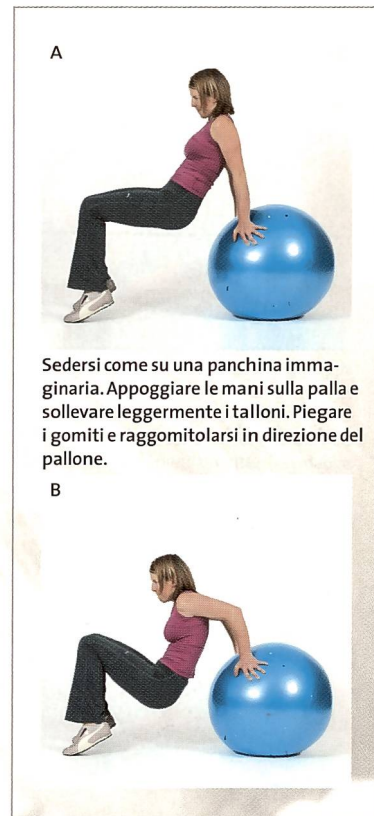 A
Sedersi come su una panchina imma-
ginaria. Appoggiare le mani sulla palla e
sollevare leggermente i talloni. Piegare
i gomiti e raggomitolarsi in direzione del
pallone.
B